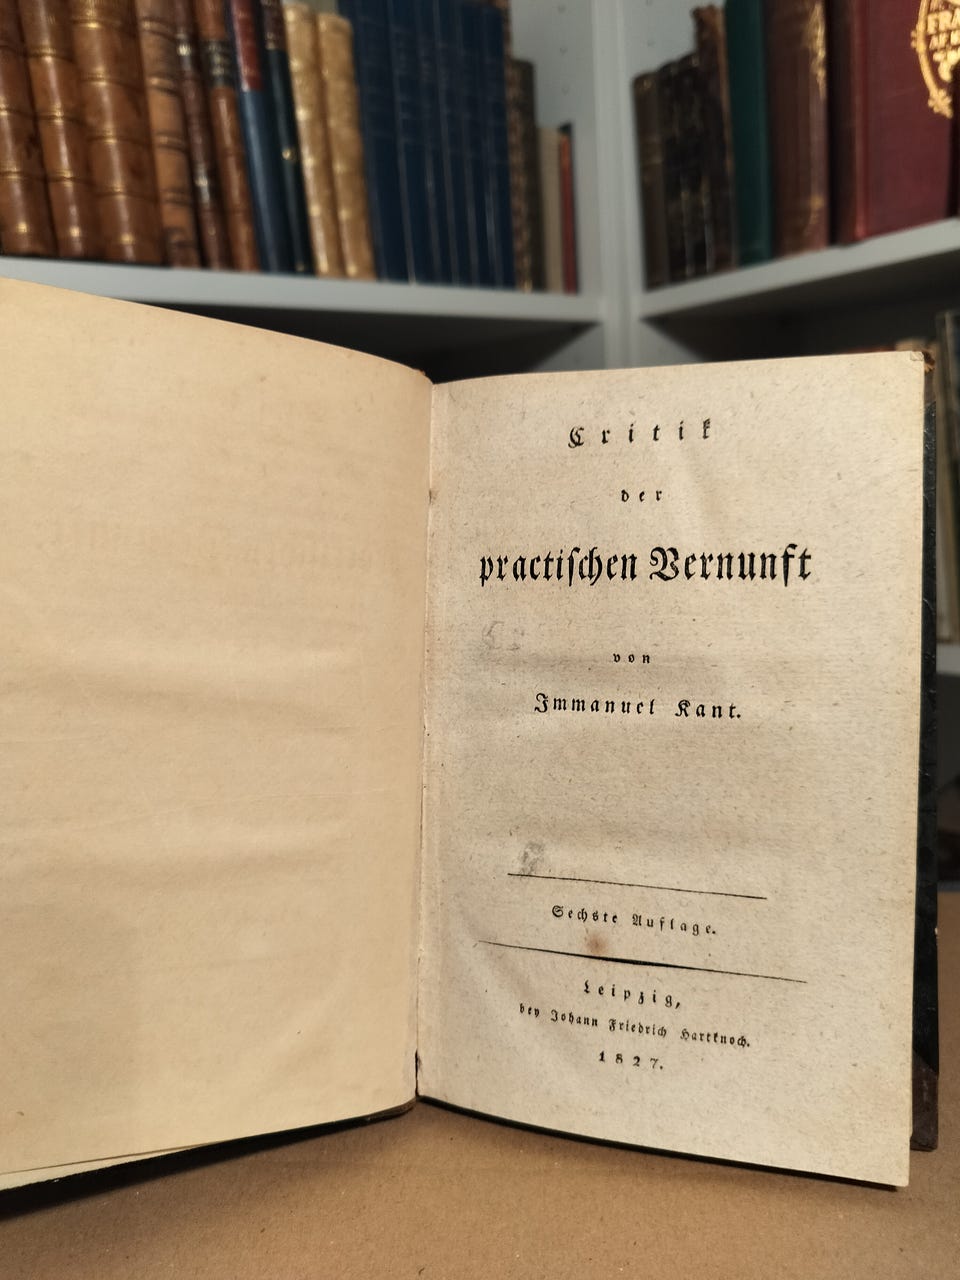 Critik
der
practiſchen Vernunft
von
Immanuel Kant.
Sechste Auflage.
Leipzig,
bey Johann Friedrich Hartknoch.
1827.